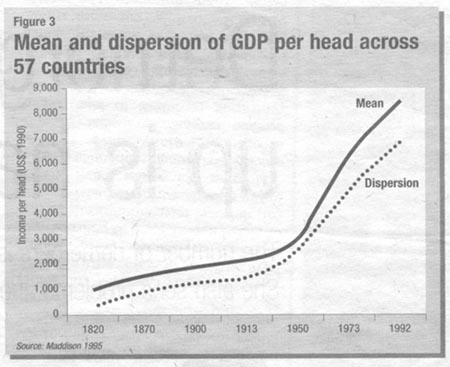 Figure 3
Mean and dispersion of GDP per head across
57 countries
9,000
8,000
7,000
6,000
5,000
4,000
3,000
2,000
1,000
0
Income per head (US$, 1990)
Mean
Dispersion
1820 1870 1900 1913 1950 1973 1992
Source: Maddison 1995